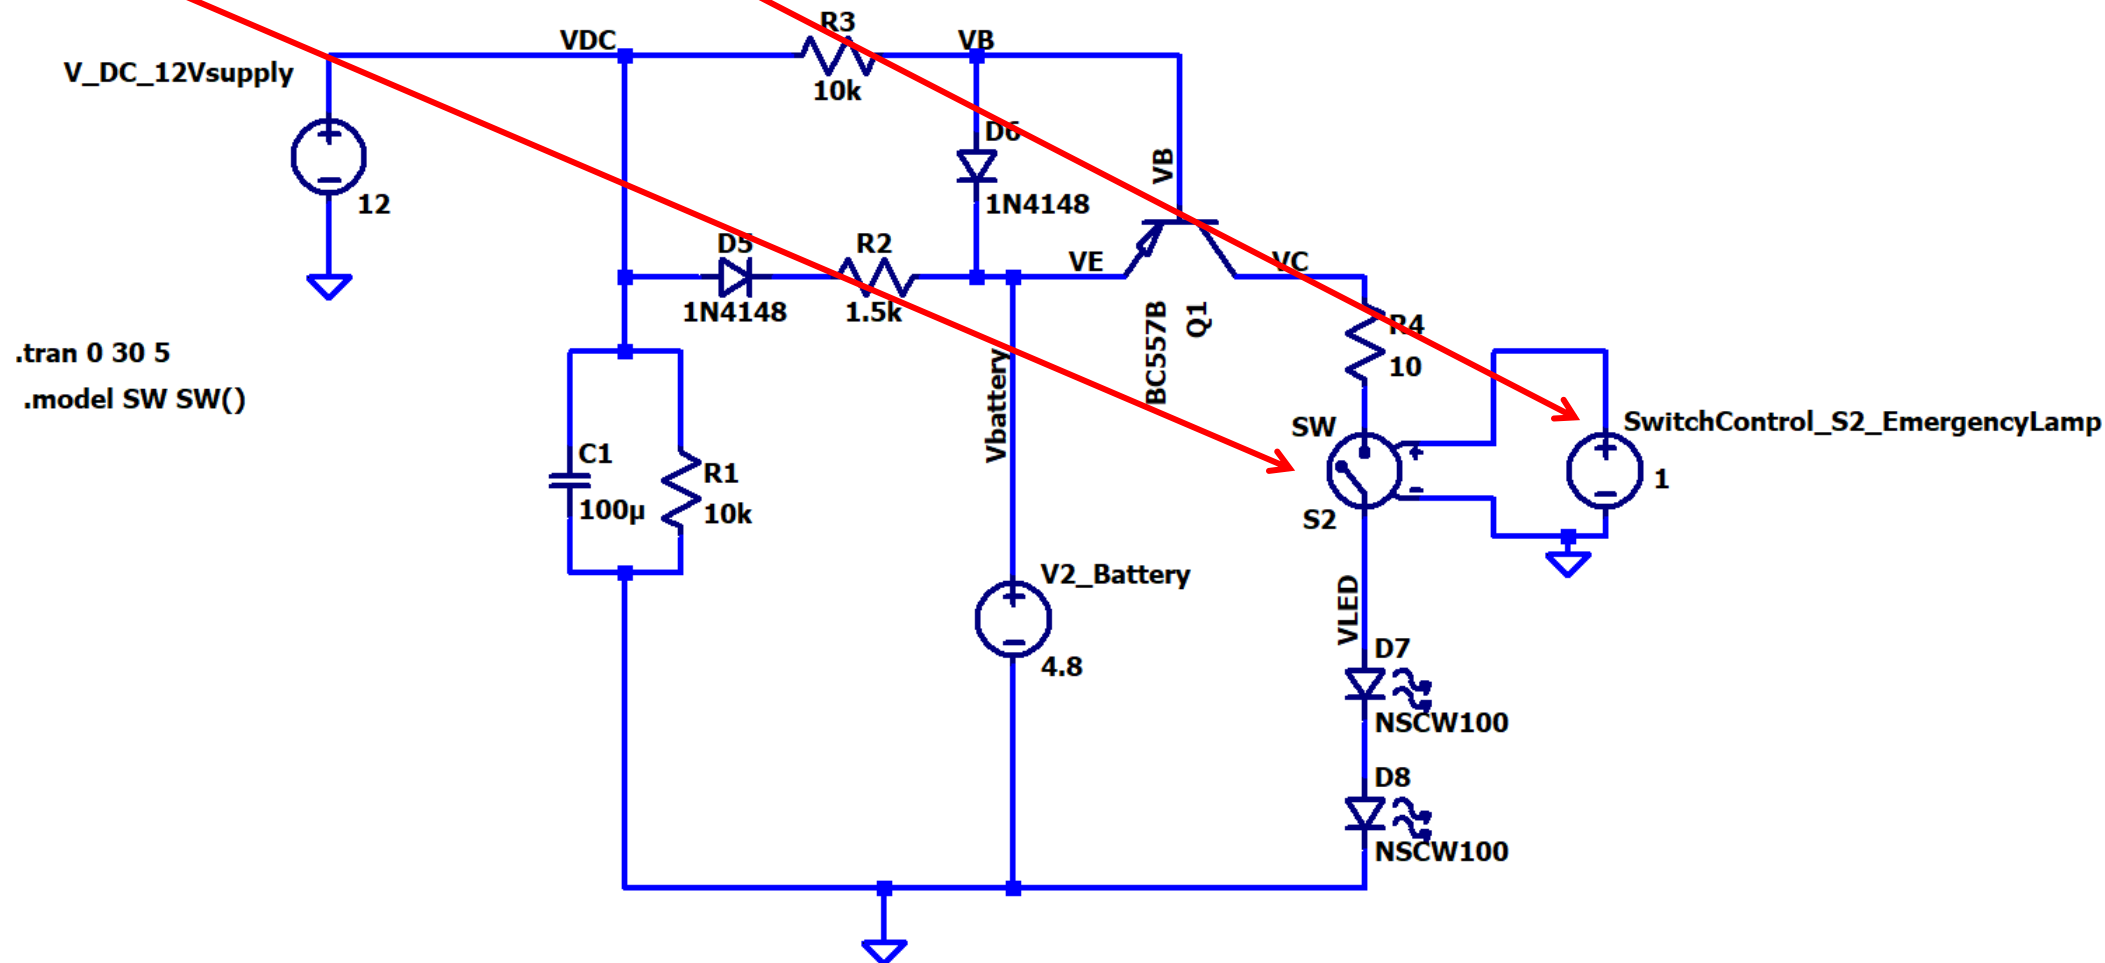 R3
VDC
VB
V_DC_12Vsupply
10k
D6
VB
12
1N4148
D5
R2
VE
VC
1N4148
1.5k
BC557B
Q1
R4
10
.tran 0 30 5
.model SW SW()
Vbattery
SwitchControl_S2_EmergencyLamp
SW
C1
R1
1
100µ
10k
S2
V2_Battery
4.8
VLED
D7
NSCW100
D8
NSCW100